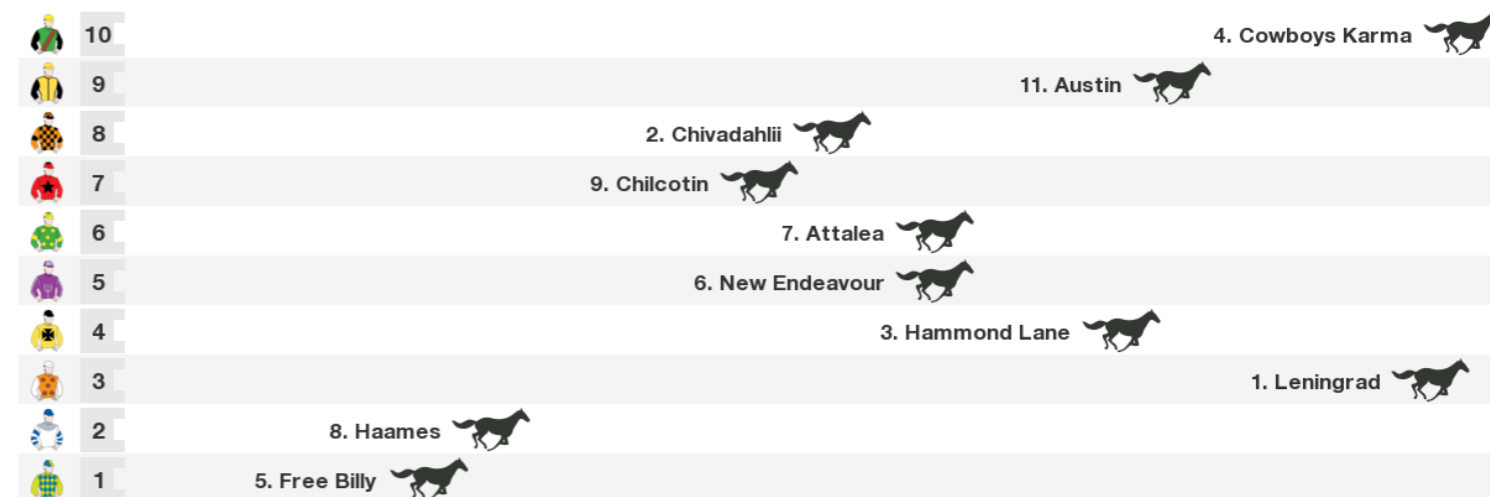 10 4. Cowboys Karma
9 11. Austin
8 2. Chivadahlii
7 9. Chilcotin
6 7. Attalea
5 6. New Endeavour
4 3. Hammond Lane
3 1. Leningrad
2 8. Haames
1 5. Free Billy